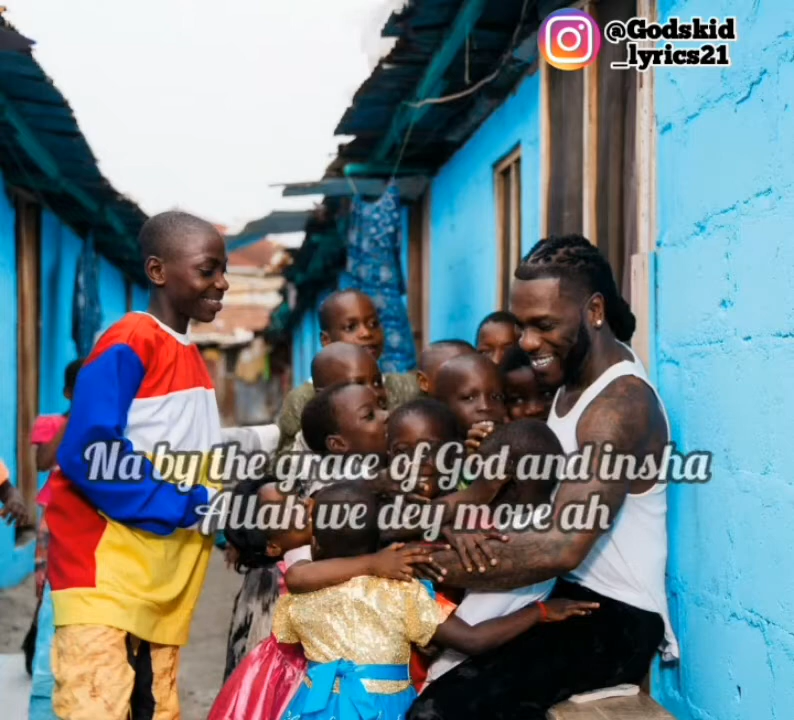 @Godskid
_lyrics21
Na by the grace of God and insha
Allah we dey move ah